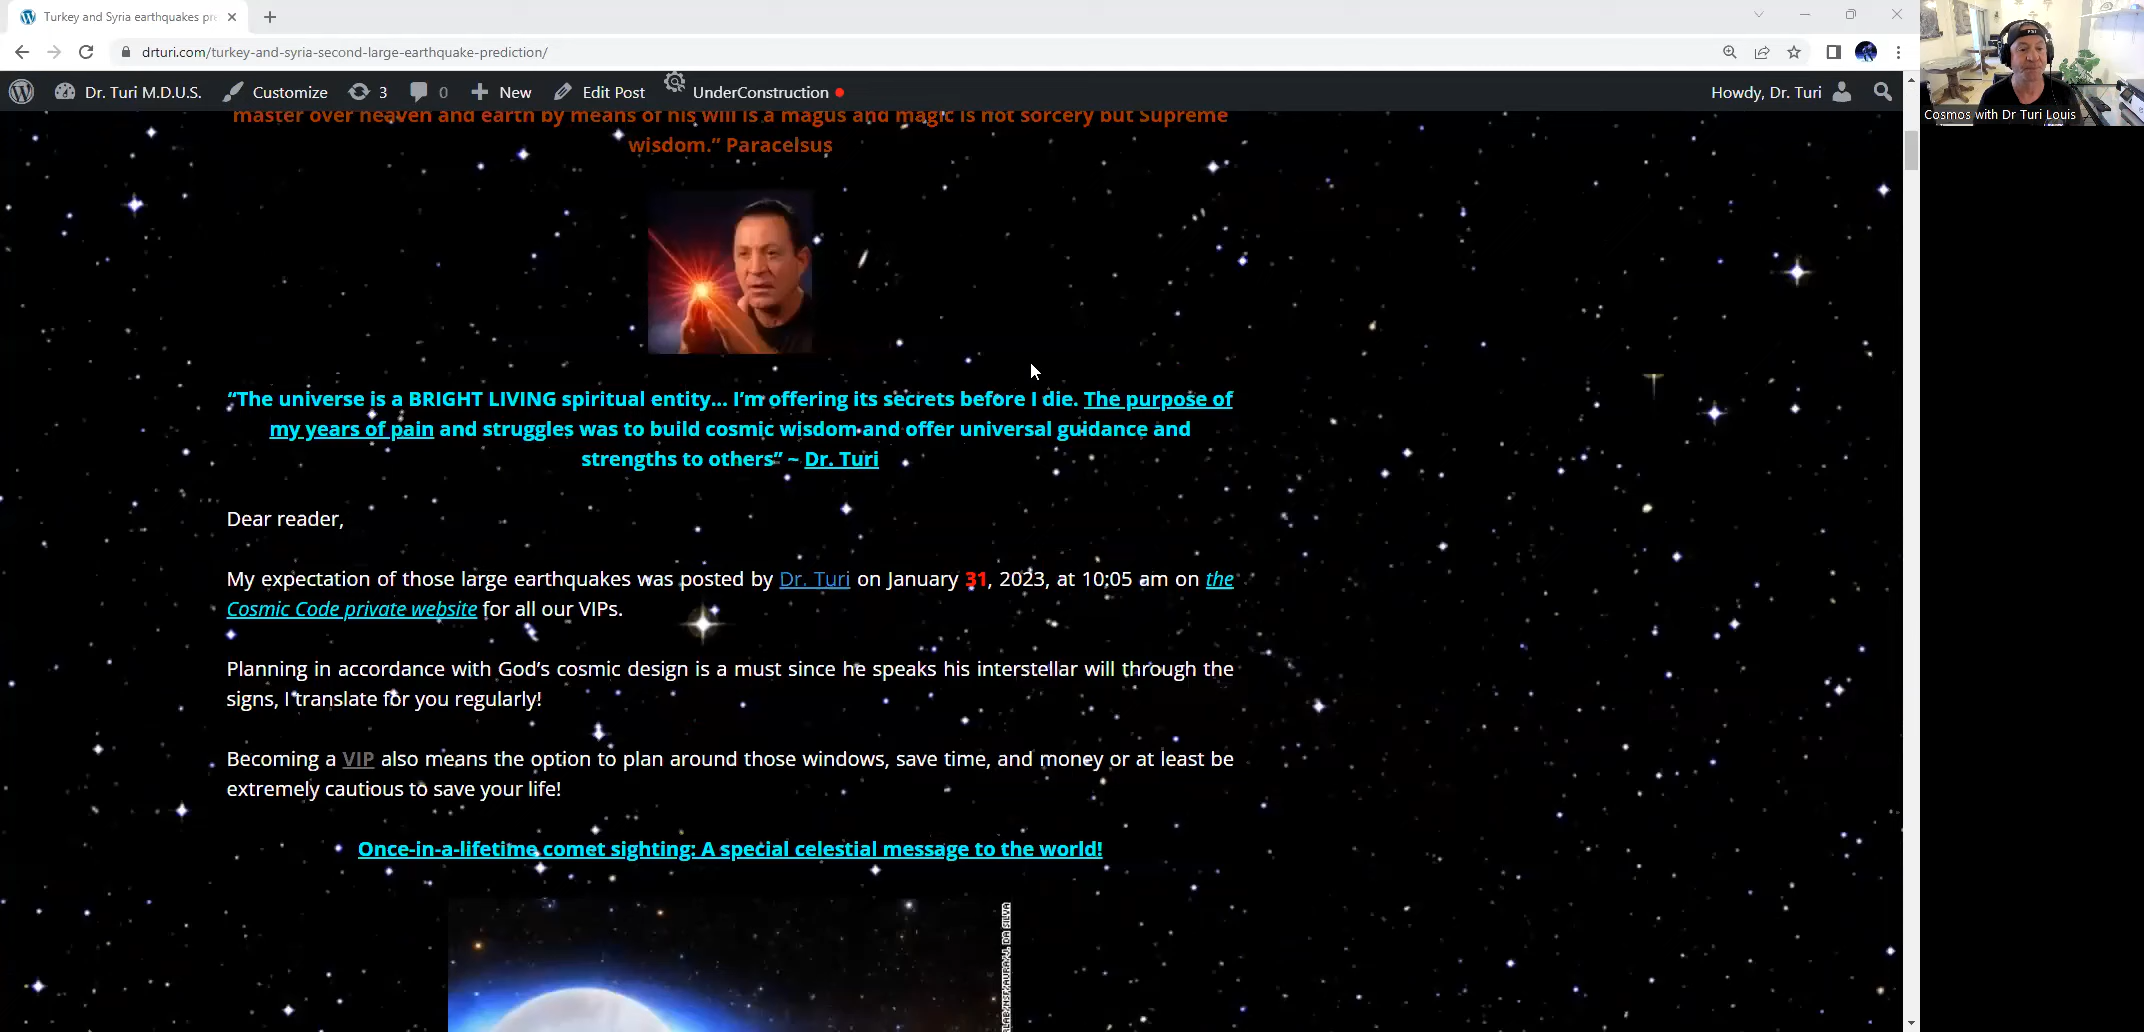 Turkey and Syria earthquakes pre
drturi.com/turkey-and-syria-second-large-earthquake-prediction/
Dr. Turi M.D.U.S. Customize 3 0 New Edit Post UnderConstruction Howdy, Dr. Turi
PSI
Cosmos with Dr Turi Louis
master over heaven and earth by means of his will is a magus and magic is not sorcery but Supreme
wisdom.” Paracelsus
“The universe is a BRIGHT LIVING spiritual entity… I’m offering its secrets before I die. The purpose of
my years of pain and struggles was to build cosmic wisdom and offer universal guidance and
strengths to others” ~ Dr. Turi
Dear reader,
My expectation of those large earthquakes was posted by Dr. Turi on January 31, 2023, at 10:05 am on the
Cosmic Code private website for all our VIPs.
Planning in accordance with God’s cosmic design is a must since he speaks his interstellar will through the
signs, I translate for you regularly!
Becoming a VIP also means the option to plan around those windows, save time, and money or at least be
extremely cautious to save your life!
Once-in-a-lifetime comet sighting: A special celestial message to the world!
LAB/NSF/AURA/J. DA SILVA